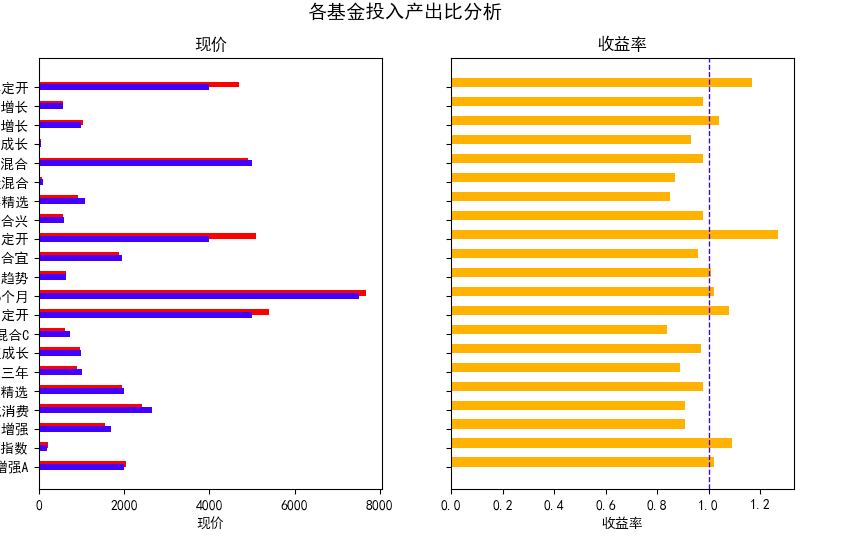 各基金投入产出比分析
现价
收益率
定开
增长
增长
成长
混合
混合
精选
合兴
定开
合宜
趋势
个月
定开
混合C
成长
三年
精选
消费
增强
指数
增强A
0 2000 4000 6000 8000
0.0 0.2 0.4 0.6 0.8 1.0 1.2
现价
收益率